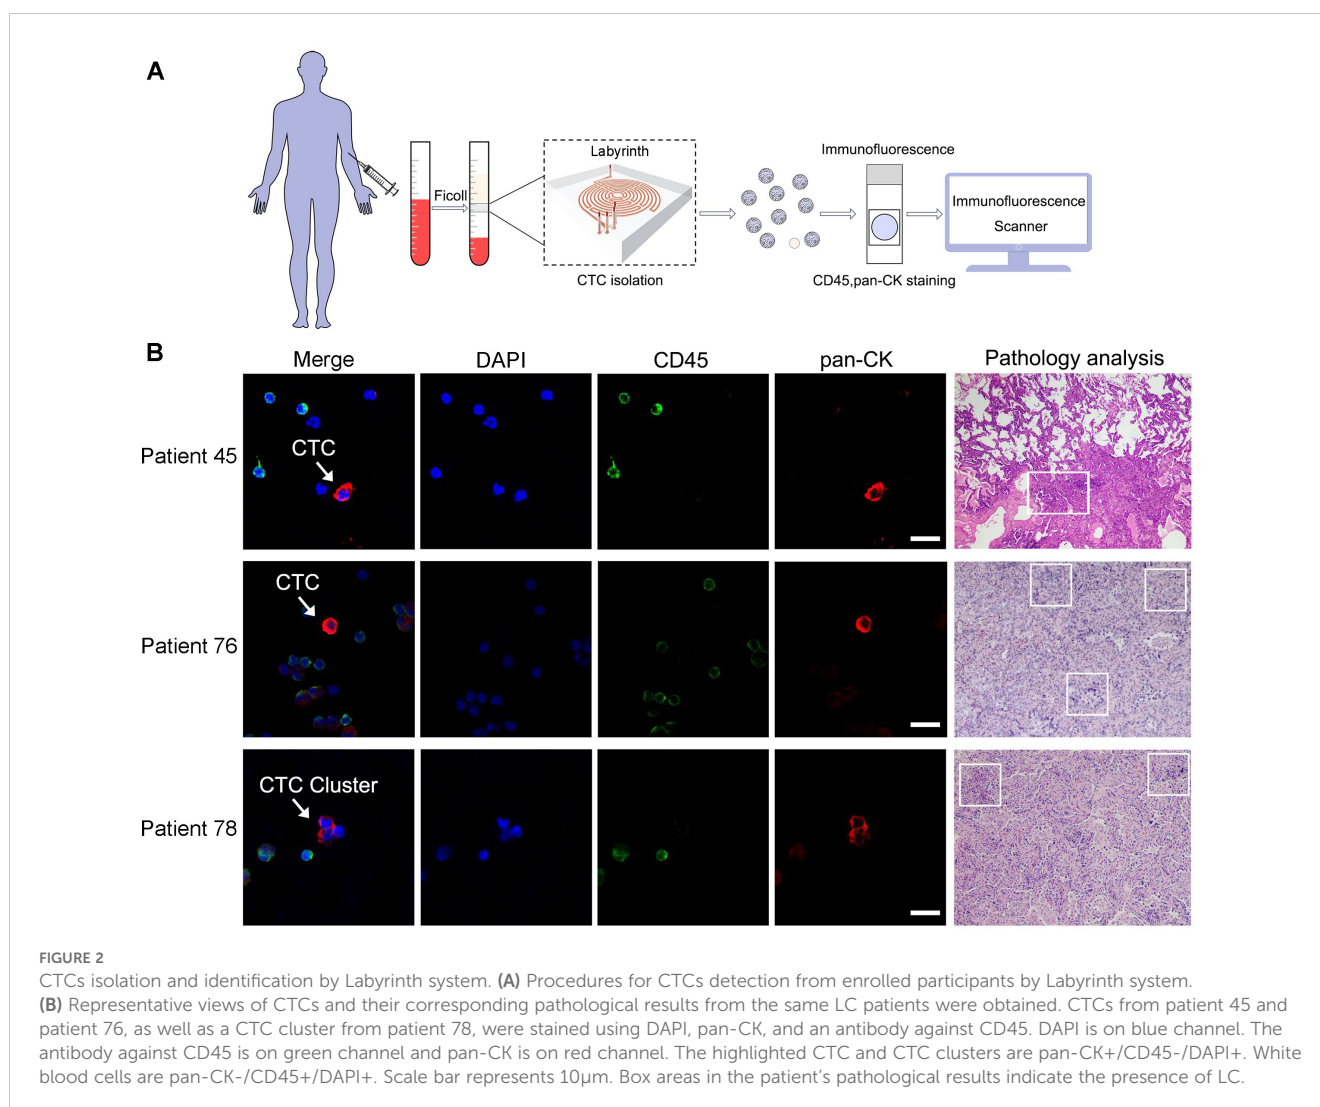 A
Ficoll
Labyrinth
CTC isolation
Immunofluorescence
CD45,pan-CK staining
Immunofluorescence
Scanner
B
Merge
DAPI
CD45
pan-CK
Pathology analysis
Patient 45
CTC
Patient 76
CTC
Patient 78
CTC Cluster
FIGURE 2
CTCs isolation and identification by Labyrinth system. (A) Procedures for CTCs detection from enrolled participants by Labyrinth system.
(B) Representative views of CTCs and their corresponding pathological results from the same LC patients were obtained. CTCs from patient 45 and
patient 76, as well as a CTC cluster from patient 78, were stained using DAPI, pan-CK, and an antibody against CD45. DAPI is on blue channel. The
antibody against CD45 is on green channel and pan-CK is on red channel. The highlighted CTC and CTC clusters are pan-CK+/CD45-/DAPI+. White
blood cells are pan-CK-/CD45+/DAPI+. Scale bar represents 10μm. Box areas in the patient's pathological results indicate the presence of LC.